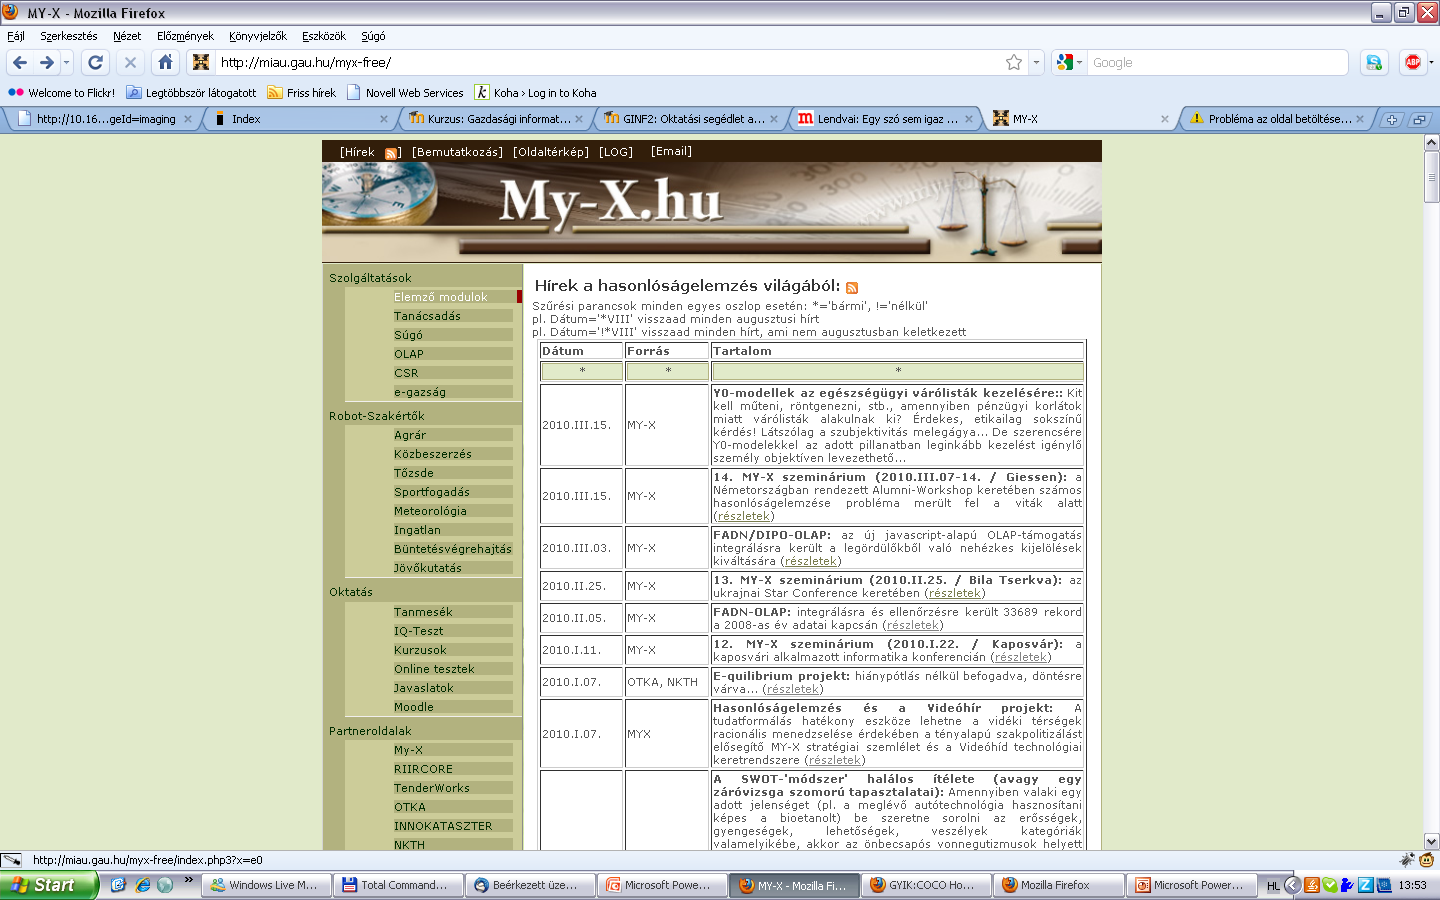 MY-X - Mozilla Firefox
Fájl Szerkesztés Nézet Előzmények Könyvjelzők Eszközök Súgó
http://miau.gau.hu/myx-free/
Google
ABP
Welcome to Flickr! Legtöbbször látogatott Friss hírek Novell Web Services Koha › Log in to Koha
http://10.16...geId=imaging Index Kurzus: Gazdasági informat... GINF2: Oktatási segédlet a... Lendvai: Egy szó sem igaz ... MY-X Probléma az oldal betöltése...
[Hírek ] [Bemutatkozás] [Oldaltérkép] [LOG] [Email]
My-X.hu
Szolgáltatások
Elemző modulok
Tanácsadás
Súgó
OLAP
CSR
e-gazság
Robot-Szakértők
Agrár
Közbeszerzés
Tőzsde
Sportfogadás
Meteorológia
Ingatlan
Büntetésvégrehajtás
Jövőkutatás
Oktatás
Tanmesék
IQ-Teszt
Kurzusok
Online tesztek
Javaslatok
Moodle
Partneroldalak
My-X
RIIRCORE
TenderWorks
OTKA
INNOKATASZTER
NKTH
Hírek a hasonlóságelemzés világából:
Szűrési parancsok minden egyes oszlop esetén: *='bármi', !='nélkül'
pl. Dátum='*VIII' visszaad minden augusztusi hírt
pl. Dátum='!*VIII' visszaad minden hírt, ami nem augusztusban keletkezett
Dátum Forrás Tartalom
* * *
2010.III.15. MY-X Y0-modellek az egészségügyi várólisták kezelésére:: Kit
kell műteni, röntgenezni, stb., amennyiben pénzügyi korlátok
miatt várólisták alakulnak ki? Érdekes, etikailag sokszínű
kérdés! Látszólag a szubjektivitás melegágya... De szerencsére
Y0-modelekkel az adott pillanatban leginkább kezelést igénylő
személy objektíven levezethető...
2010.III.15. MY-X 14. MY-X szeminárium (2010.III.07-14. / Giessen): a
Németországban rendezett Alumni-Workshop keretében számos
hasonlóságelemzése probléma merült fel a viták alatt
(részletek)
2010.III.03. MY-X FADN/DIPO-OLAP: az új javascript-alapú OLAP-támogatás
integrálásra került a legördülőkből való nehézkes kijelölések
kiváltására (részletek)
2010.II.25. MY-X 13. MY-X szeminárium (2010.II.25. / Bila Tserkva): az
ukrajnai Star Conference keretében (részletek)
2010.II.05. MY-X FADN-OLAP: integrálásra és ellenőrzésre került 33689 rekord
a 2008-as év adatai kapcsán (részletek)
2010.I.11. MY-X 12. MY-X szeminárium (2010.I.22. / Kaposvár): a
kaposvári alkalmazott informatika konferencián (részletek)
2010.I.07. OTKA, NKTH E-quilibrium projekt: hiánypótlás nélkül befogadva, döntésre
várva... (részletek)
2010.I.07. MYX Hasonlóságelemzés és a Videóhír projekt: A
tudatformálás hatékony eszköze lehetne a vidéki térségek
racionális menedzselése érdekében a tényalapú szakpolitizálást
elősegítő MY-X stratégiai szemlélet és a Videóhíd technológiai
keretrendszere (részletek)
A SWOT-'módszer' halálos ítélete (avagy egy
záróvizsga szomorú tapasztalatai): Amennyiben valaki egy
adott jelenséget (pl. a meglévő autótechnológia hasznosítani
képes a bioetanolt) be szeretne sorolni az erősségek,
gyengeségek, lehetőségek, veszélyek kategóriák
valamelyikébe, akkor az önbecsapós vonnegutizmusok helyett
http://miau.gau.hu/myx-free/index.php3?x=e0
Start Windows Live M... Total Comman​d... Beérkezett üze... Microsoft Powe... MY-X - Mozilla Fi... GYIK:COCO Ho... Mozilla Firefox Microsoft Power... HL 13:53